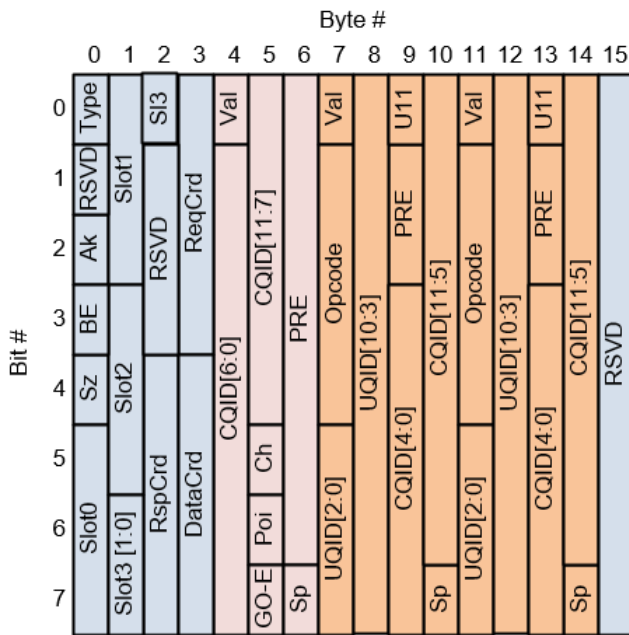 Byte #
0 1 2 3 4 5 6 7 8 9 10 11 12 13 14 15
Bit #
0
1
2
3
4
5
6
7
Type
RSVD
Ak
BE
Sz
Slot0
Slot1
Slot2
Slot3 [1:0]
Sl3
RSVD
RspCrd
ReqCrd
DataCrd
Val
CQID[6:0]
CQID[11:7]
Ch
Poi
GO-E
PRE
Sp
Val
Opcode
UQID[2:0]
UQID[10:3]
U11
PRE
CQID[4:0]
CQID[11:5]
Sp
Val
Opcode
UQID[2:0]
UQID[10:3]
U11
PRE
CQID[4:0]
CQID[11:5]
Sp
RSVD